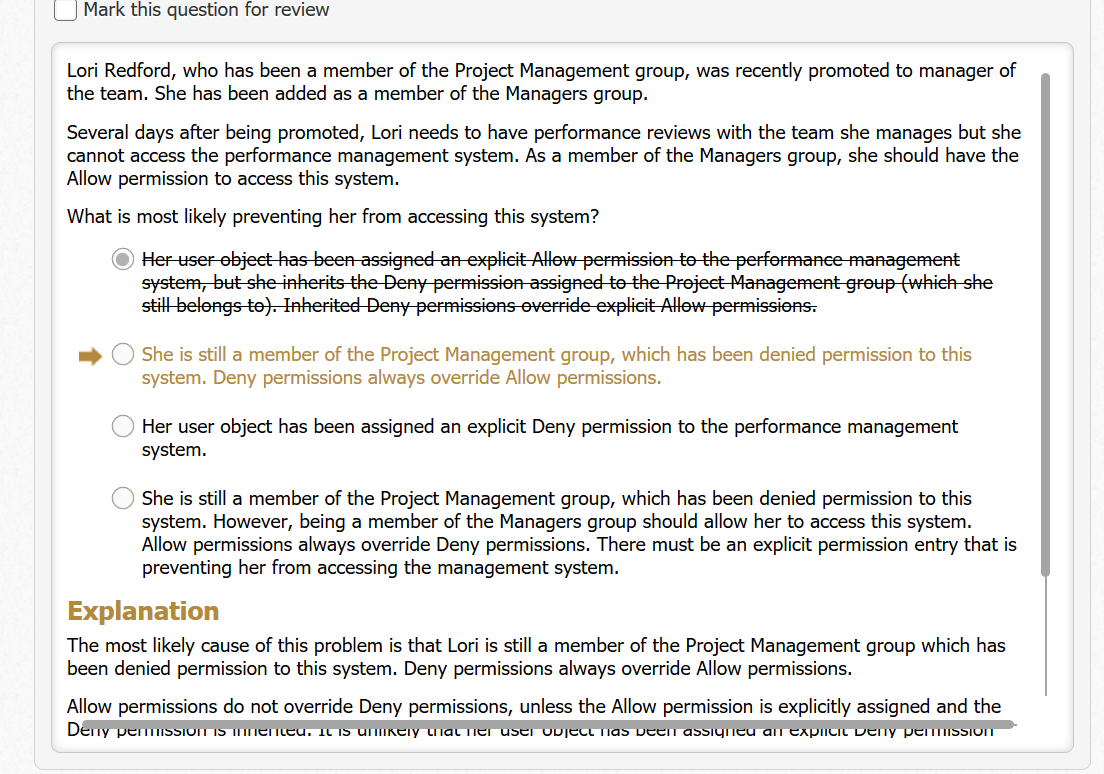 Mark this question for review
Lori Redford, who has been a member of the Project Management group, was recently promoted to manager of
the team. She has been added as a member of the Managers group.
Several days after being promoted, Lori needs to have performance reviews with the team she manages but she
cannot access the performance management system. As a member of the Managers group, she should have the
Allow permission to access this system.
What is most likely preventing her from accessing this system?
Her user object has been assigned an explicit Allow permission to the performance management
system, but she inherits the Deny permission assigned to the Project Management group (which she
still belongs to). Inherited Deny permissions override explicit Allow permissions.
She is still a member of the Project Management group, which has been denied permission to this
system. Deny permissions always override Allow permissions.
Her user object has been assigned an explicit Deny permission to the performance management
system.
She is still a member of the Project Management group, which has been denied permission to this
system. However, being a member of the Managers group should allow her to access this system.
Allow permissions always override Deny permissions. There must be an explicit permission entry that is
preventing her from accessing the management system.
Explanation
The most likely cause of this problem is that Lori is still a member of the Project Management group which has
been denied permission to this system. Deny permissions always override Allow permissions.
Allow permissions do not override Deny permissions, unless the Allow permission is explicitly assigned and the
Deny permission is inherited. It is unlikely that her user object has been assigned an explicit Deny permission